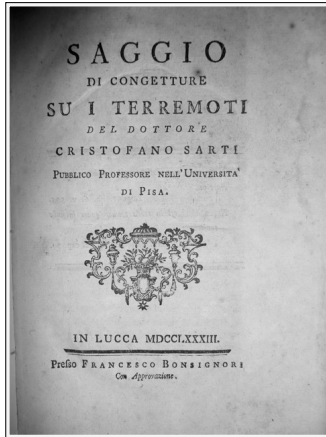 SAGGIO
DI CONGETTURE
SU I TERREMOTI
DEL DOTTORE
CRISTOFANO SARTI
PUBBLICO PROFESSORE NELL'UNIVERSITA'
DI PISA.
IN LUCCA MDCCLXXXIII.
Presso FRANCESCO BONSIGNORI
Con Approvazione.